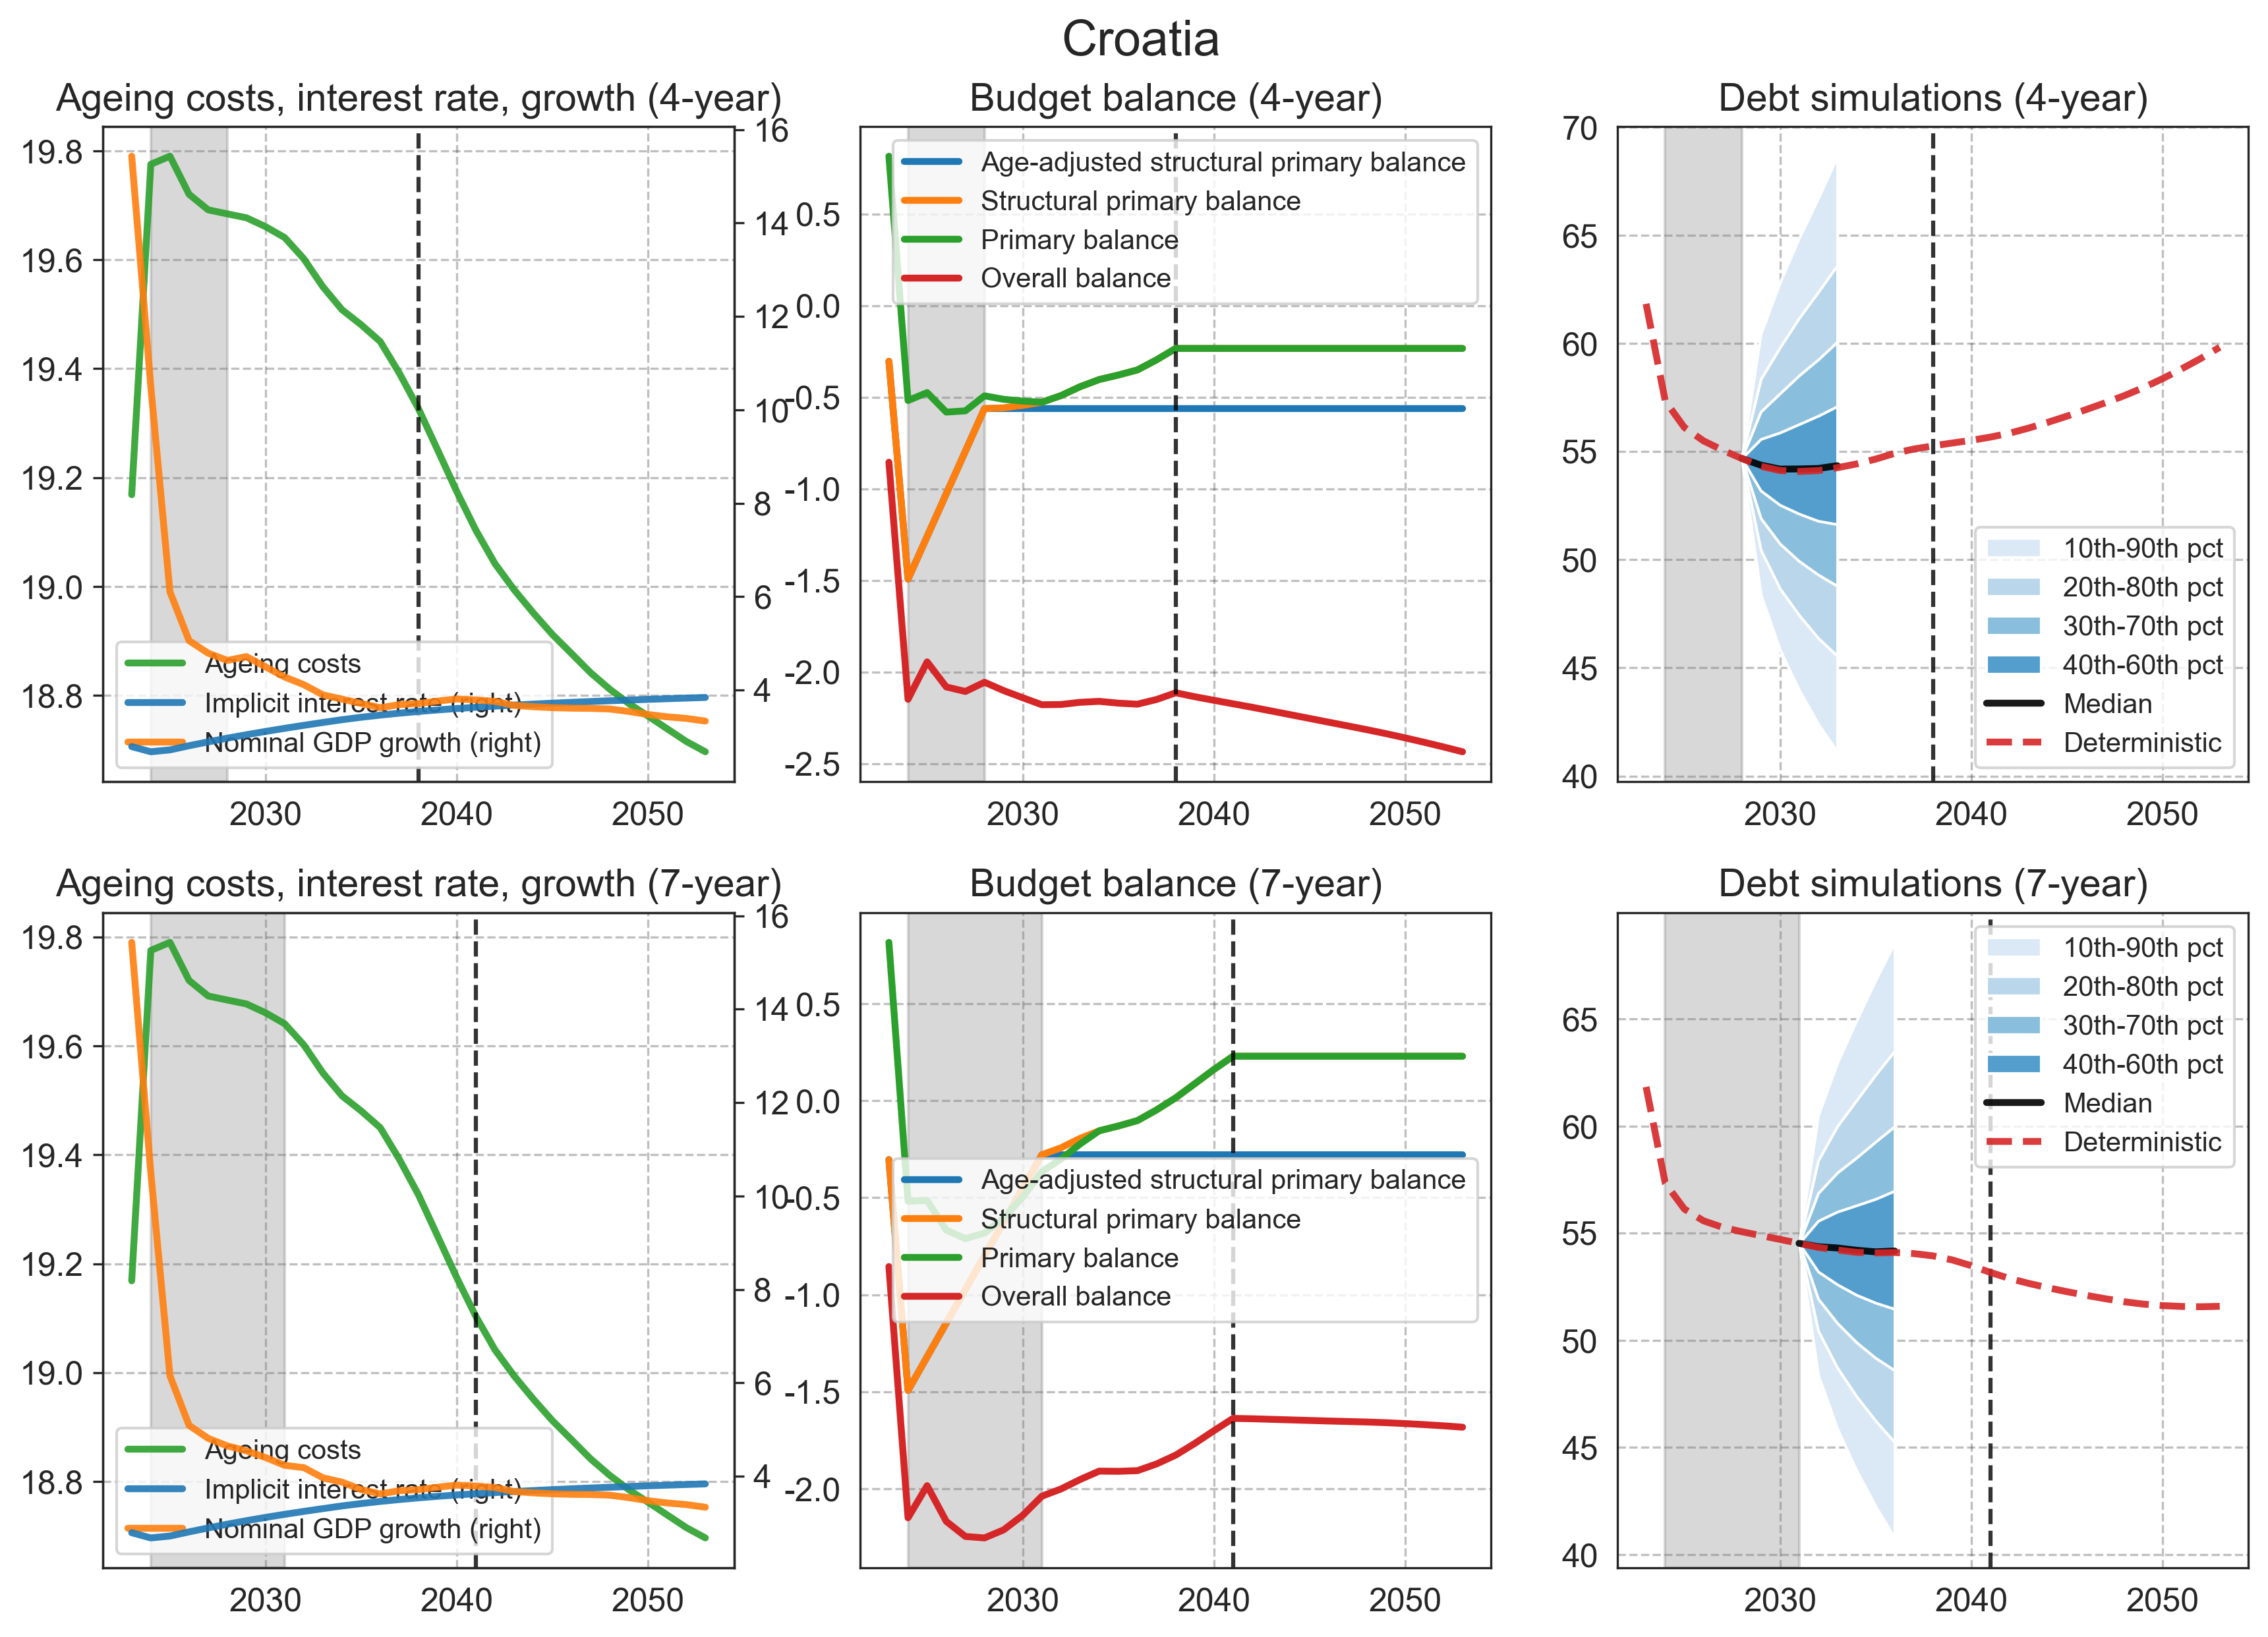 Croatia
Ageing costs, interest rate, growth (4-year)
19.8
19.6
19.4
19.2
19.0
18.8
16
14
12
10
8
6
4
2030
2040
2050
Ageing costs
Implicit interest rate (right)
Nominal GDP growth (right)
Budget balance (4-year)
0.5
0.0
-0.5
-1.0
-1.5
-2.0
-2.5
2030
2040
2050
Age-adjusted structural primary balance
Structural primary balance
Primary balance
Overall balance
Debt simulations (4-year)
70
65
60
55
50
45
40
2030
2040
2050
10th-90th pct
20th-80th pct
30th-70th pct
40th-60th pct
Median
Deterministic
Ageing costs, interest rate, growth (7-year)
19.8
19.6
19.4
19.2
19.0
18.8
16
14
12
10
8
6
4
2030
2040
2050
Ageing costs
Implicit interest rate (right)
Nominal GDP growth (right)
Budget balance (7-year)
0.5
0.0
-0.5
-1.0
-1.5
-2.0
2030
2040
2050
Age-adjusted structural primary balance
Structural primary balance
Primary balance
Overall balance
Debt simulations (7-year)
65
60
55
50
45
40
2030
2040
2050
10th-90th pct
20th-80th pct
30th-70th pct
40th-60th pct
Median
Deterministic